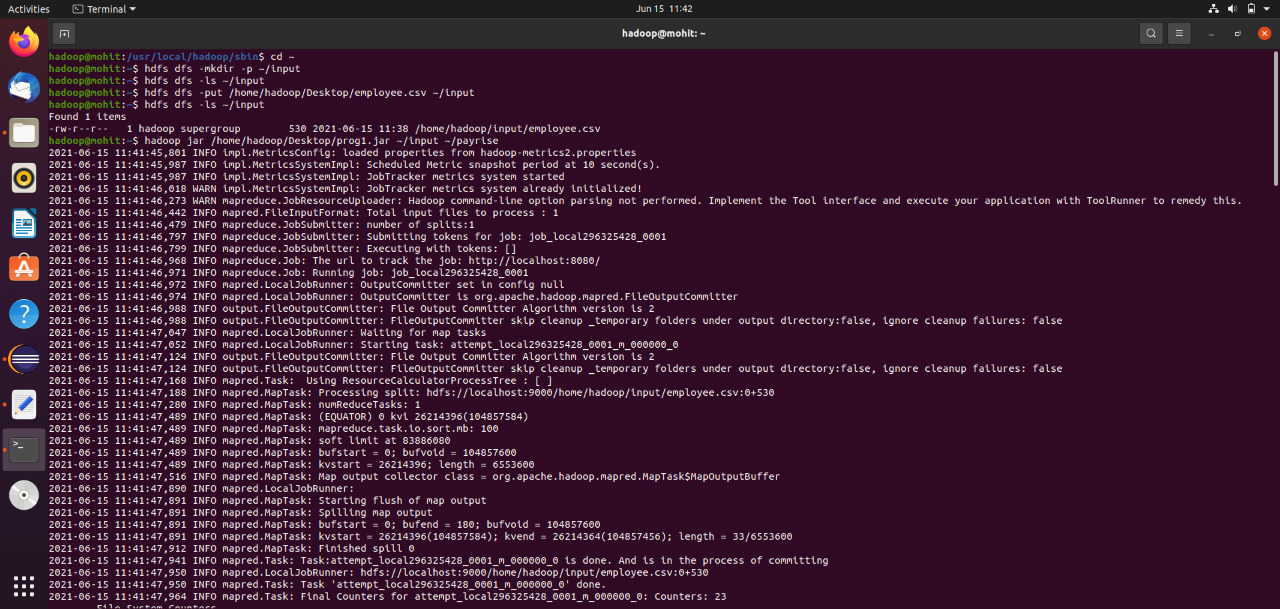 Activities
Terminal
Jun 15 11:42
hadoop@mohit: ~
hadoop@mohit:/usr/local/hadoop/sbin$ cd ~
hadoop@mohit:~$ hdfs dfs -mkdir -p ~/input
hadoop@mohit:~$ hdfs dfs -ls ~/input
hadoop@mohit:~$ hdfs dfs -put /home/hadoop/Desktop/employee.csv ~/input
hadoop@mohit:~$ hdfs dfs -ls ~/input
Found 1 items
-rw-r--r--   1 hadoop supergroup        530 2021-06-15 11:38 /home/hadoop/input/employee.csv
hadoop@mohit:~$ hadoop jar /home/hadoop/Desktop/prog1.jar ~/input ~/payrise
2021-06-15 11:41:45,801 INFO impl.MetricsConfig: loaded properties from hadoop-metrics2.properties
2021-06-15 11:41:45,987 INFO impl.MetricsSystemImpl: Scheduled Metric snapshot period at 10 second(s).
2021-06-15 11:41:45,987 INFO impl.MetricsSystemImpl: JobTracker metrics system started
2021-06-15 11:41:46,018 WARN impl.MetricsSystemImpl: JobTracker metrics system already initialized!
2021-06-15 11:41:46,273 WARN mapreduce.JobResourceUploader: Hadoop command-line option parsing not performed. Implement the Tool interface and execute your application with ToolRunner to remedy this.
2021-06-15 11:41:46,442 INFO mapred.FileInputFormat: Total input files to process : 1
2021-06-15 11:41:46,479 INFO mapreduce.JobSubmitter: number of splits:1
2021-06-15 11:41:46,797 INFO mapreduce.JobSubmitter: Submitting tokens for job: job_local296325428_0001
2021-06-15 11:41:46,799 INFO mapreduce.JobSubmitter: Executing with tokens: []
2021-06-15 11:41:46,968 INFO mapreduce.Job: The url to track the job: http://localhost:8080/
2021-06-15 11:41:46,971 INFO mapreduce.Job: Running job: job_local296325428_0001
2021-06-15 11:41:46,972 INFO mapred.LocalJobRunner: OutputCommitter set in config null
2021-06-15 11:41:46,974 INFO mapred.LocalJobRunner: OutputCommitter is org.apache.hadoop.mapred.FileOutputCommitter
2021-06-15 11:41:46,988 INFO output.FileOutputCommitter: File Output Committer Algorithm version is 2
2021-06-15 11:41:46,988 INFO output.FileOutputCommitter: FileOutputCommitter skip cleanup _temporary folders under output directory:false, ignore cleanup failures: false
2021-06-15 11:41:47,047 INFO mapred.LocalJobRunner: Waiting for map tasks
2021-06-15 11:41:47,052 INFO mapred.LocalJobRunner: Starting task: attempt_local296325428_0001_m_000000_0
2021-06-15 11:41:47,124 INFO output.FileOutputCommitter: File Output Committer Algorithm version is 2
2021-06-15 11:41:47,124 INFO output.FileOutputCommitter: FileOutputCommitter skip cleanup _temporary folders under output directory:false, ignore cleanup failures: false
2021-06-15 11:41:47,168 INFO mapred.Task:  Using ResourceCalculatorProcessTree : [ ]
2021-06-15 11:41:47,188 INFO mapred.MapTask: Processing split: hdfs://localhost:9000/home/hadoop/input/employee.csv:0+530
2021-06-15 11:41:47,280 INFO mapred.MapTask: numReduceTasks: 1
2021-06-15 11:41:47,489 INFO mapred.MapTask: (EQUATOR) 0 kvi 26214396(104857584)
2021-06-15 11:41:47,489 INFO mapred.MapTask: mapreduce.task.io.sort.mb: 100
2021-06-15 11:41:47,489 INFO mapred.MapTask: soft limit at 83886080
2021-06-15 11:41:47,489 INFO mapred.MapTask: bufstart = 0; bufvoid = 104857600
2021-06-15 11:41:47,489 INFO mapred.MapTask: kvstart = 26214396; length = 6553600
2021-06-15 11:41:47,516 INFO mapred.MapTask: Map output collector class = org.apache.hadoop.mapred.MapTask$MapOutputBuffer
2021-06-15 11:41:47,890 INFO mapred.LocalJobRunner:
2021-06-15 11:41:47,891 INFO mapred.MapTask: Starting flush of map output
2021-06-15 11:41:47,891 INFO mapred.MapTask: Spilling map output
2021-06-15 11:41:47,891 INFO mapred.MapTask: bufstart = 0; bufend = 180; bufvoid = 104857600
2021-06-15 11:41:47,891 INFO mapred.MapTask: kvstart = 26214396(104857584); kvend = 26214364(104857456); length = 33/6553600
2021-06-15 11:41:47,912 INFO mapred.MapTask: Finished spill 0
2021-06-15 11:41:47,941 INFO mapred.Task: Task:attempt_local296325428_0001_m_000000_0 is done. And is in the process of committing
2021-06-15 11:41:47,950 INFO mapred.LocalJobRunner: hdfs://localhost:9000/home/hadoop/input/employee.csv:0+530
2021-06-15 11:41:47,950 INFO mapred.Task: Task 'attempt_local296325428_0001_m_000000_0' done.
2021-06-15 11:41:47,964 INFO mapred.Task: Final Counters for attempt_local296325428_0001_m_000000_0: Counters: 23
File System Counters